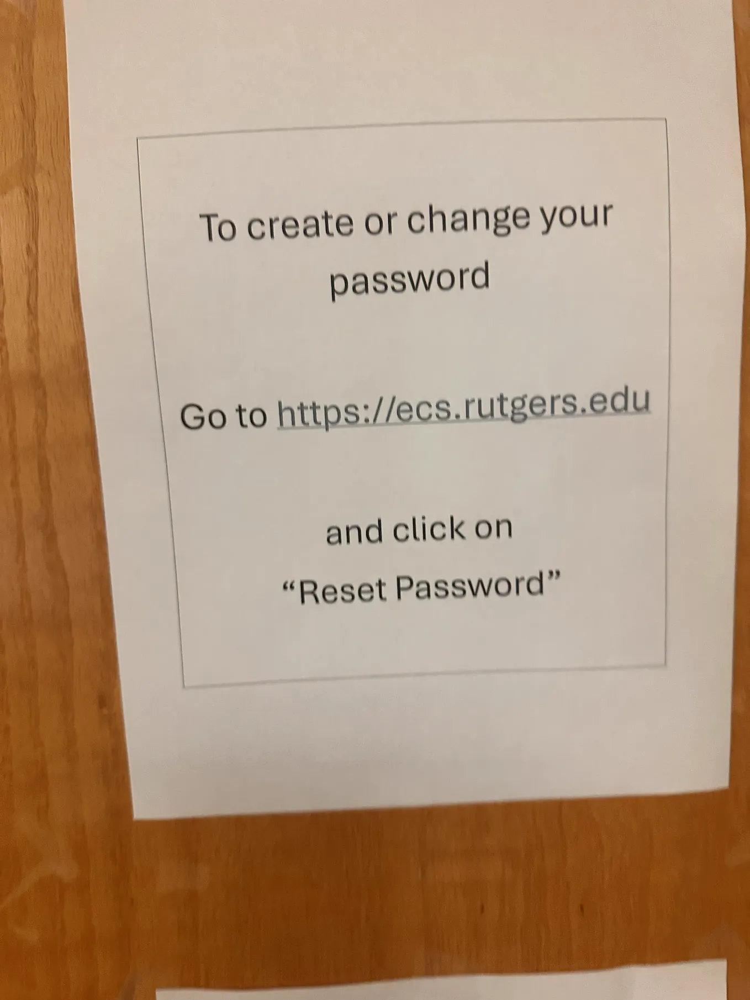 To create or change your
password
Go to https://ecs.rutgers.edu
and click on
“Reset Password”